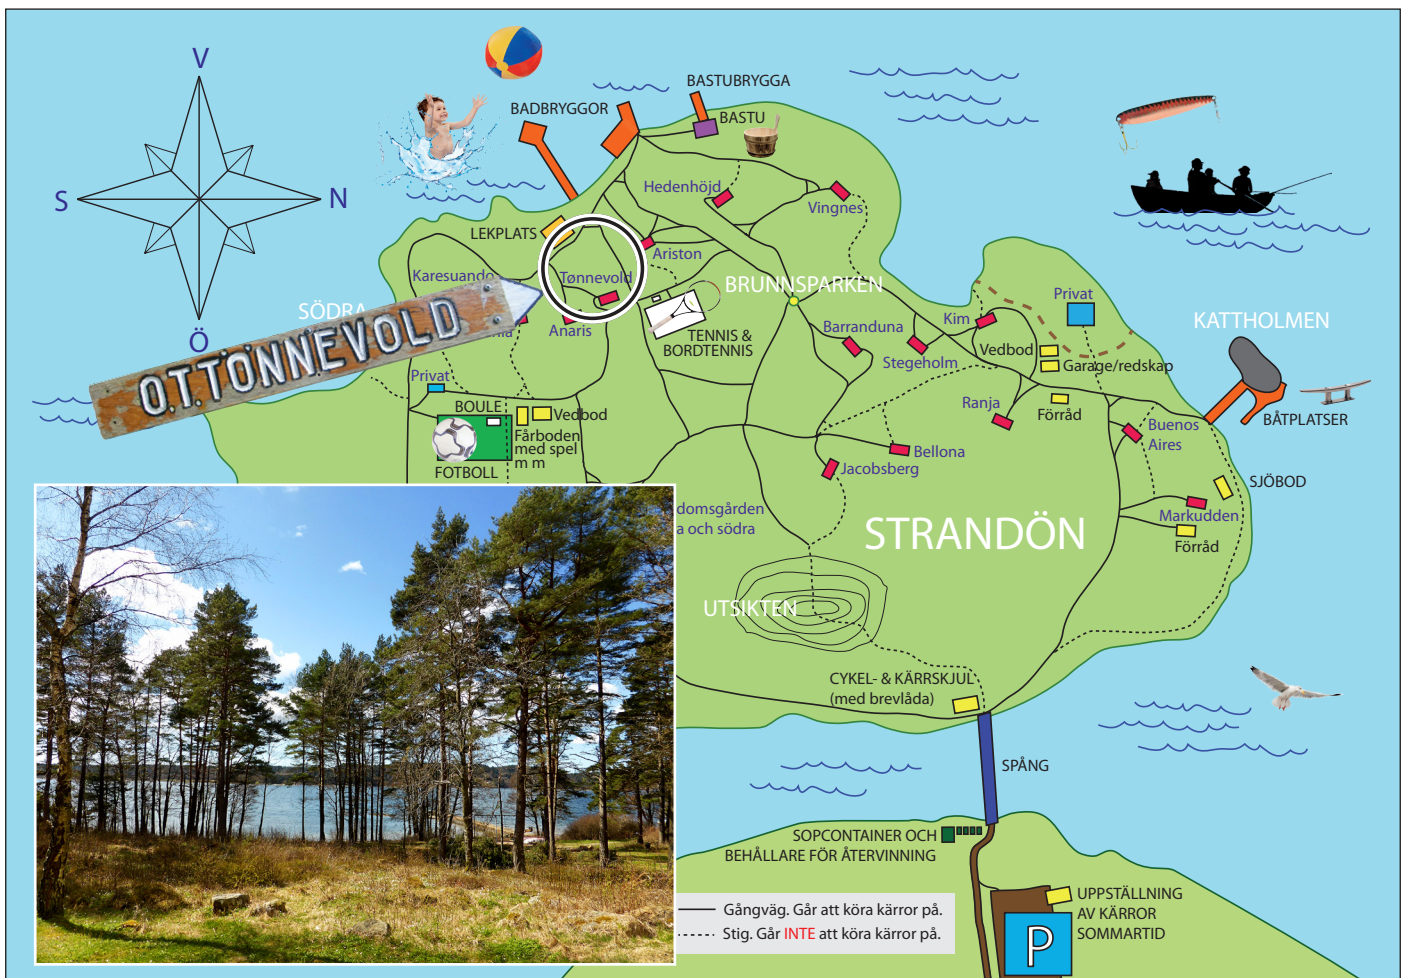 V
S
N
Ö
BADBRYGGOR
BASTUBRYGGA
BASTU
Hedenhöjd
Vingnes
LEKPLATS
Ariston
Karesuando
Tønnevold
BRUNNSPARKEN
Privat
SÖDRA
Anaris
TENNIS &
BORDTENNIS
Barranduna
Kim
KATTHOLMEN
Stegeholm
Vedbod
Garage/redskap
O.T.TÖNNEVOLD
Privat
BOULE
Vedbod
Ranja
Förråd
Buenos
Aires
BÅTPLATSER
Fårboden
med spel
m m
FOTBOLL
Bellona
Jacobsberg
SJÖBOD
domsgården
a och södra
STRANDÖN
Markudden
Förråd
UTSIKTEN
CYKEL- & KÄRRSKJUL
(med brevlåda)
SPÅNG
SOPCONTAINER OCH
BEHÅLLARE FÖR ÅTERVINNING
UPPSTÄLLNING
AV KÄRROR
SOMMARTID
P
Gångväg. Går att köra kärror på.
Stig. Går INTE att köra kärror på.